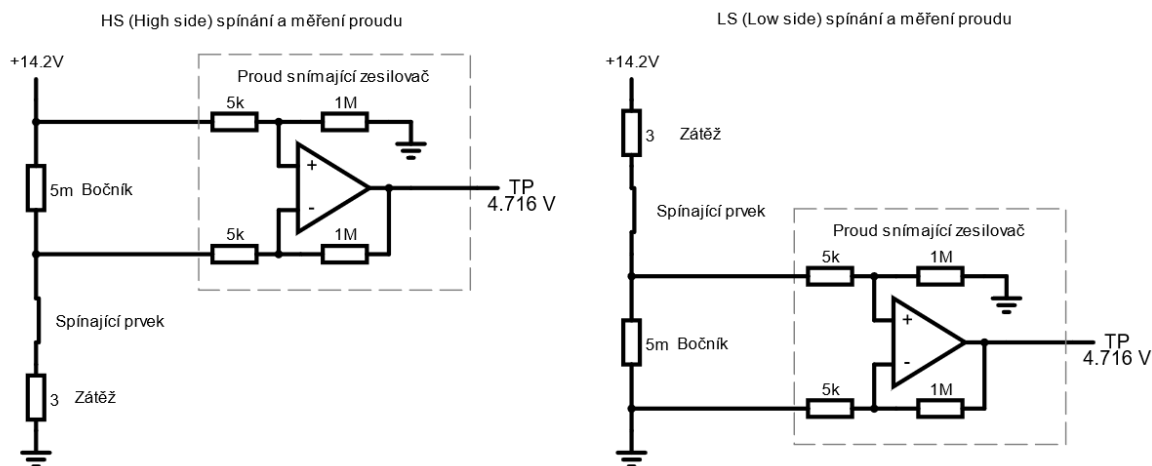 HS (High side) spínání a měření proudu
+14.2V
Proud snímající zesilovač
5k
1M
+
-
5m Bočník
TP
4.716 V
5k
1M
Spínající prvek
3 Zátěž
LS (Low side) spínání a měření proudu
+14.2V
3 Zátěž
Spínající prvek
Proud snímající zesilovač
5k
1M
+
-
5m Bočník
TP
4.716 V
5k
1M